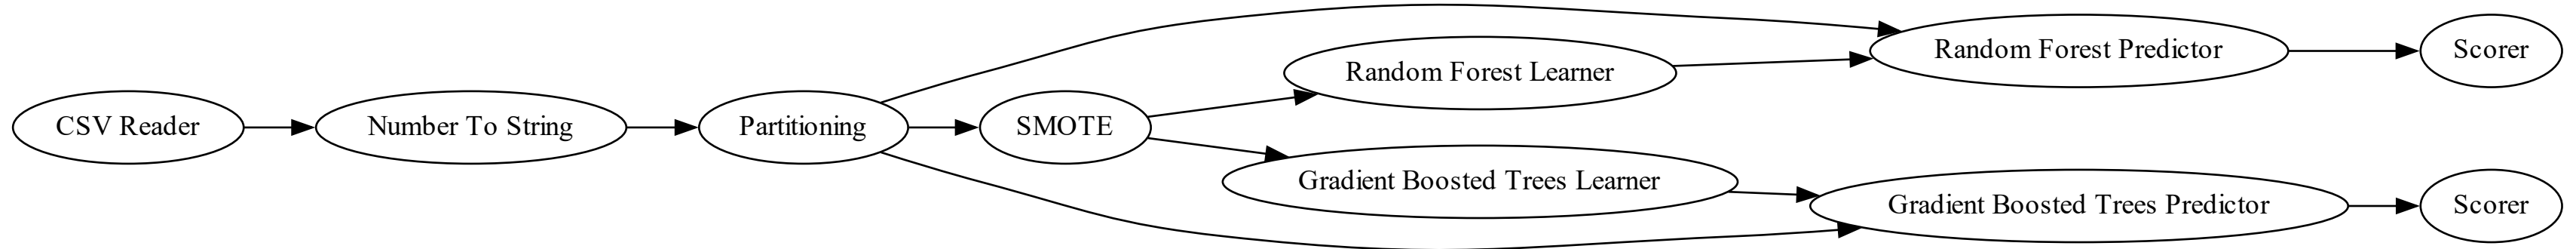 CSV Reader
Number To String
Partitioning
SMOTE
Random Forest Learner
Gradient Boosted Trees Learner
Random Forest Predictor
Gradient Boosted Trees Predictor
Scorer
Scorer